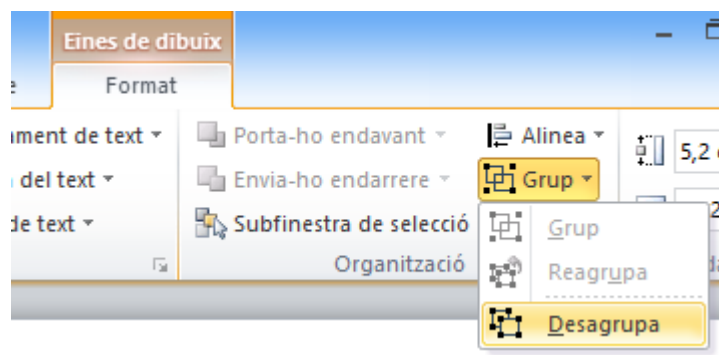 Eines de dibuix
Format
ament de text
Porta-ho endavant
Alinea
5,2
del text
Envia-ho endarrere
Grup
de text
Subfinestra de selecció
Organització
Grup
Reagrupa
Desagrupa